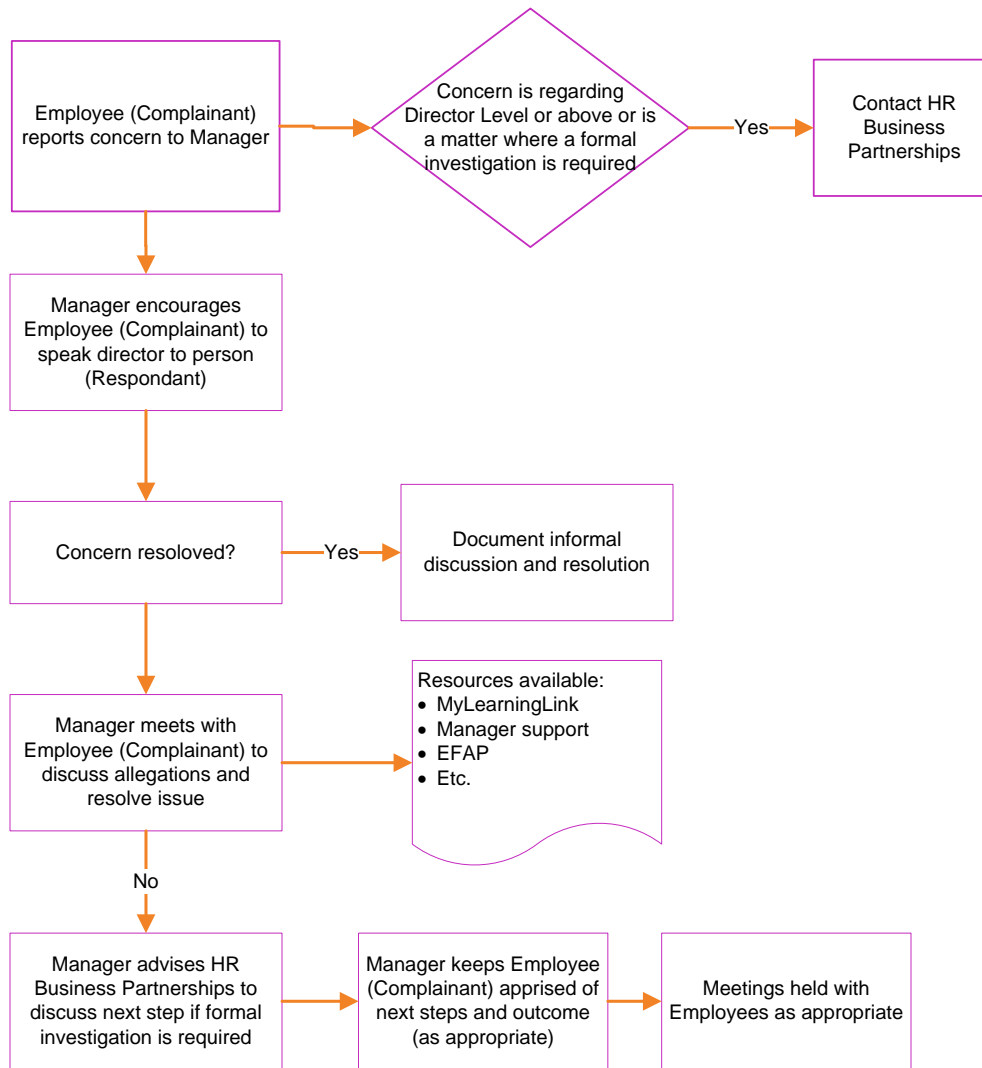 Employee (Complainant)
reports concern to Manager
Concern is regarding
Director Level or above or is
a matter where a formal
investigation is required
Yes
Contact HR
Business
Partnerships
Manager encourages
Employee (Complainant) to
speak director to person
(Respondant)
Concern resoloved?
Yes
Document informal
discussion and resolution
Manager meets with
Employee (Complainant) to
discuss allegations and
resolve issue
Resources available:
• MyLearningLink
• Manager support
• EFAP
• Etc.
No
Manager advises HR
Business Partnerships to
discuss next step if formal
investigation is required
Manager keeps Employee
(Complainant) apprised of
next steps and outcome
(as appropriate)
Meetings held with
Employees as appropriate